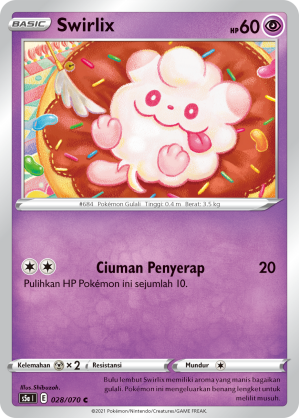 BASIC Swirlix HP60
#684 Pokémon Gulali Tinggi: 0.4 m Berat: 3.5 kg
Ciuman Penyerap 20
Pulihkan HP Pokémon ini sejumlah 10.
Kelemahan ×2 Resistansi Mundur
Illus. Shibuzoh.
Bulu lembut Swirlix memiliki aroma yang manis bagaikan
s5a I E 028/070 C
gulali. Pokémon ini mengeluarkan benang lengket untuk
melilit musuh.
©2021 Pokémon/Nintendo/Creatures/GAME FREAK